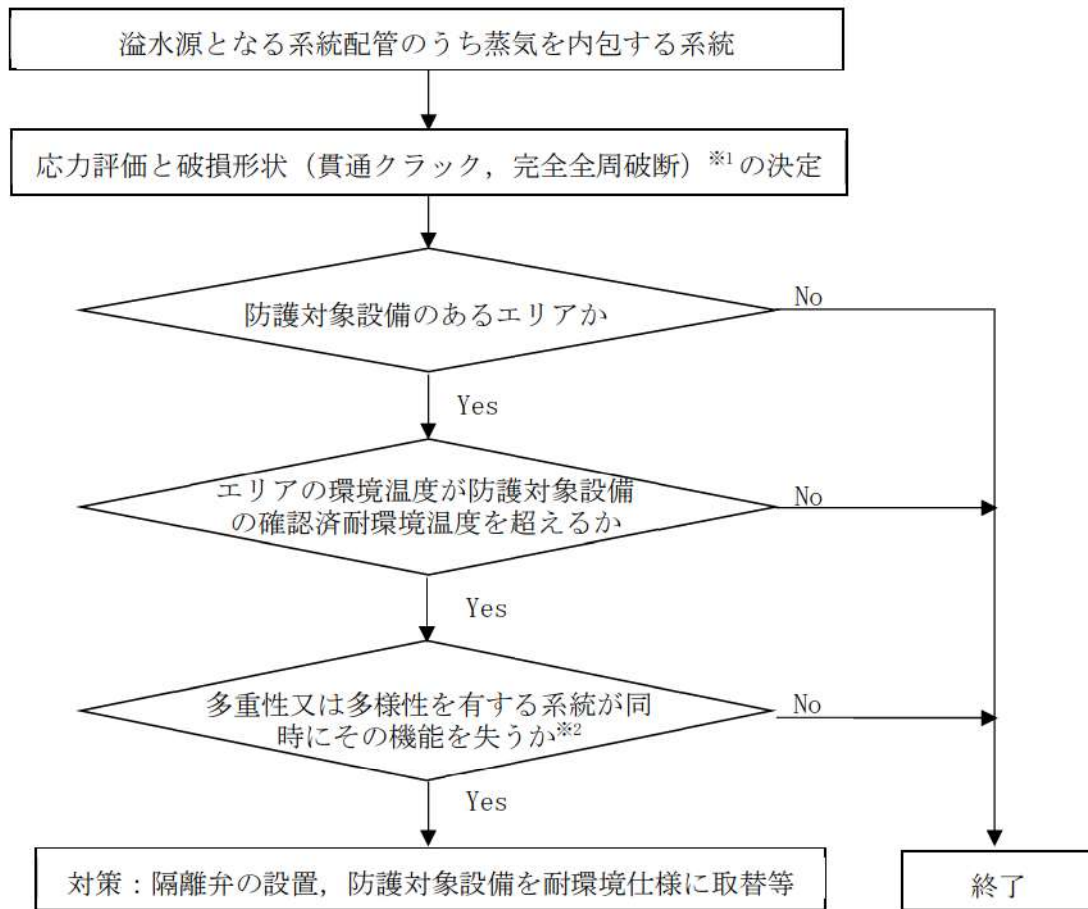 溢水源となる系統配管のうち蒸気を内包する系統
応力評価と破損形状（貫通クラック，完全全周破断）※1の決定
防護対象設備のあるエリアか
No
Yes
エリアの環境温度が防護対象設備
の確認済耐環境温度を超えるか
No
Yes
多重性又は多様性を有する系統が同
時にその機能を失うか※2
No
Yes
対策：隔離弁の設置，防護対象設備を耐環境仕様に取替等
終了